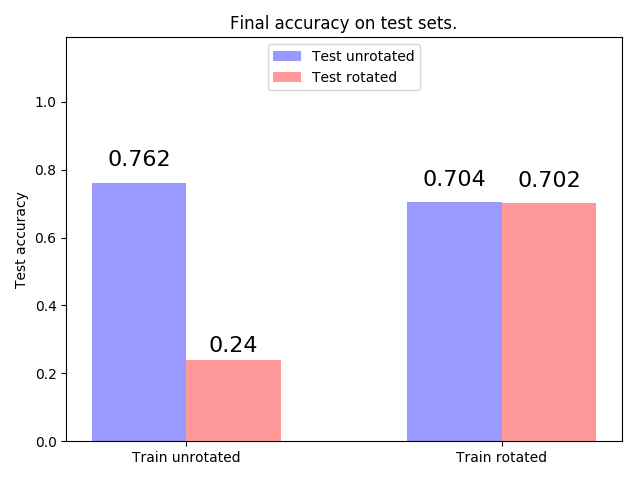 Final accuracy on test sets.
Test unrotated
Test rotated
Test accuracy
1.0
0.8
0.6
0.4
0.2
0.0
0.762
0.24
0.704
0.702
Train unrotated
Train rotated